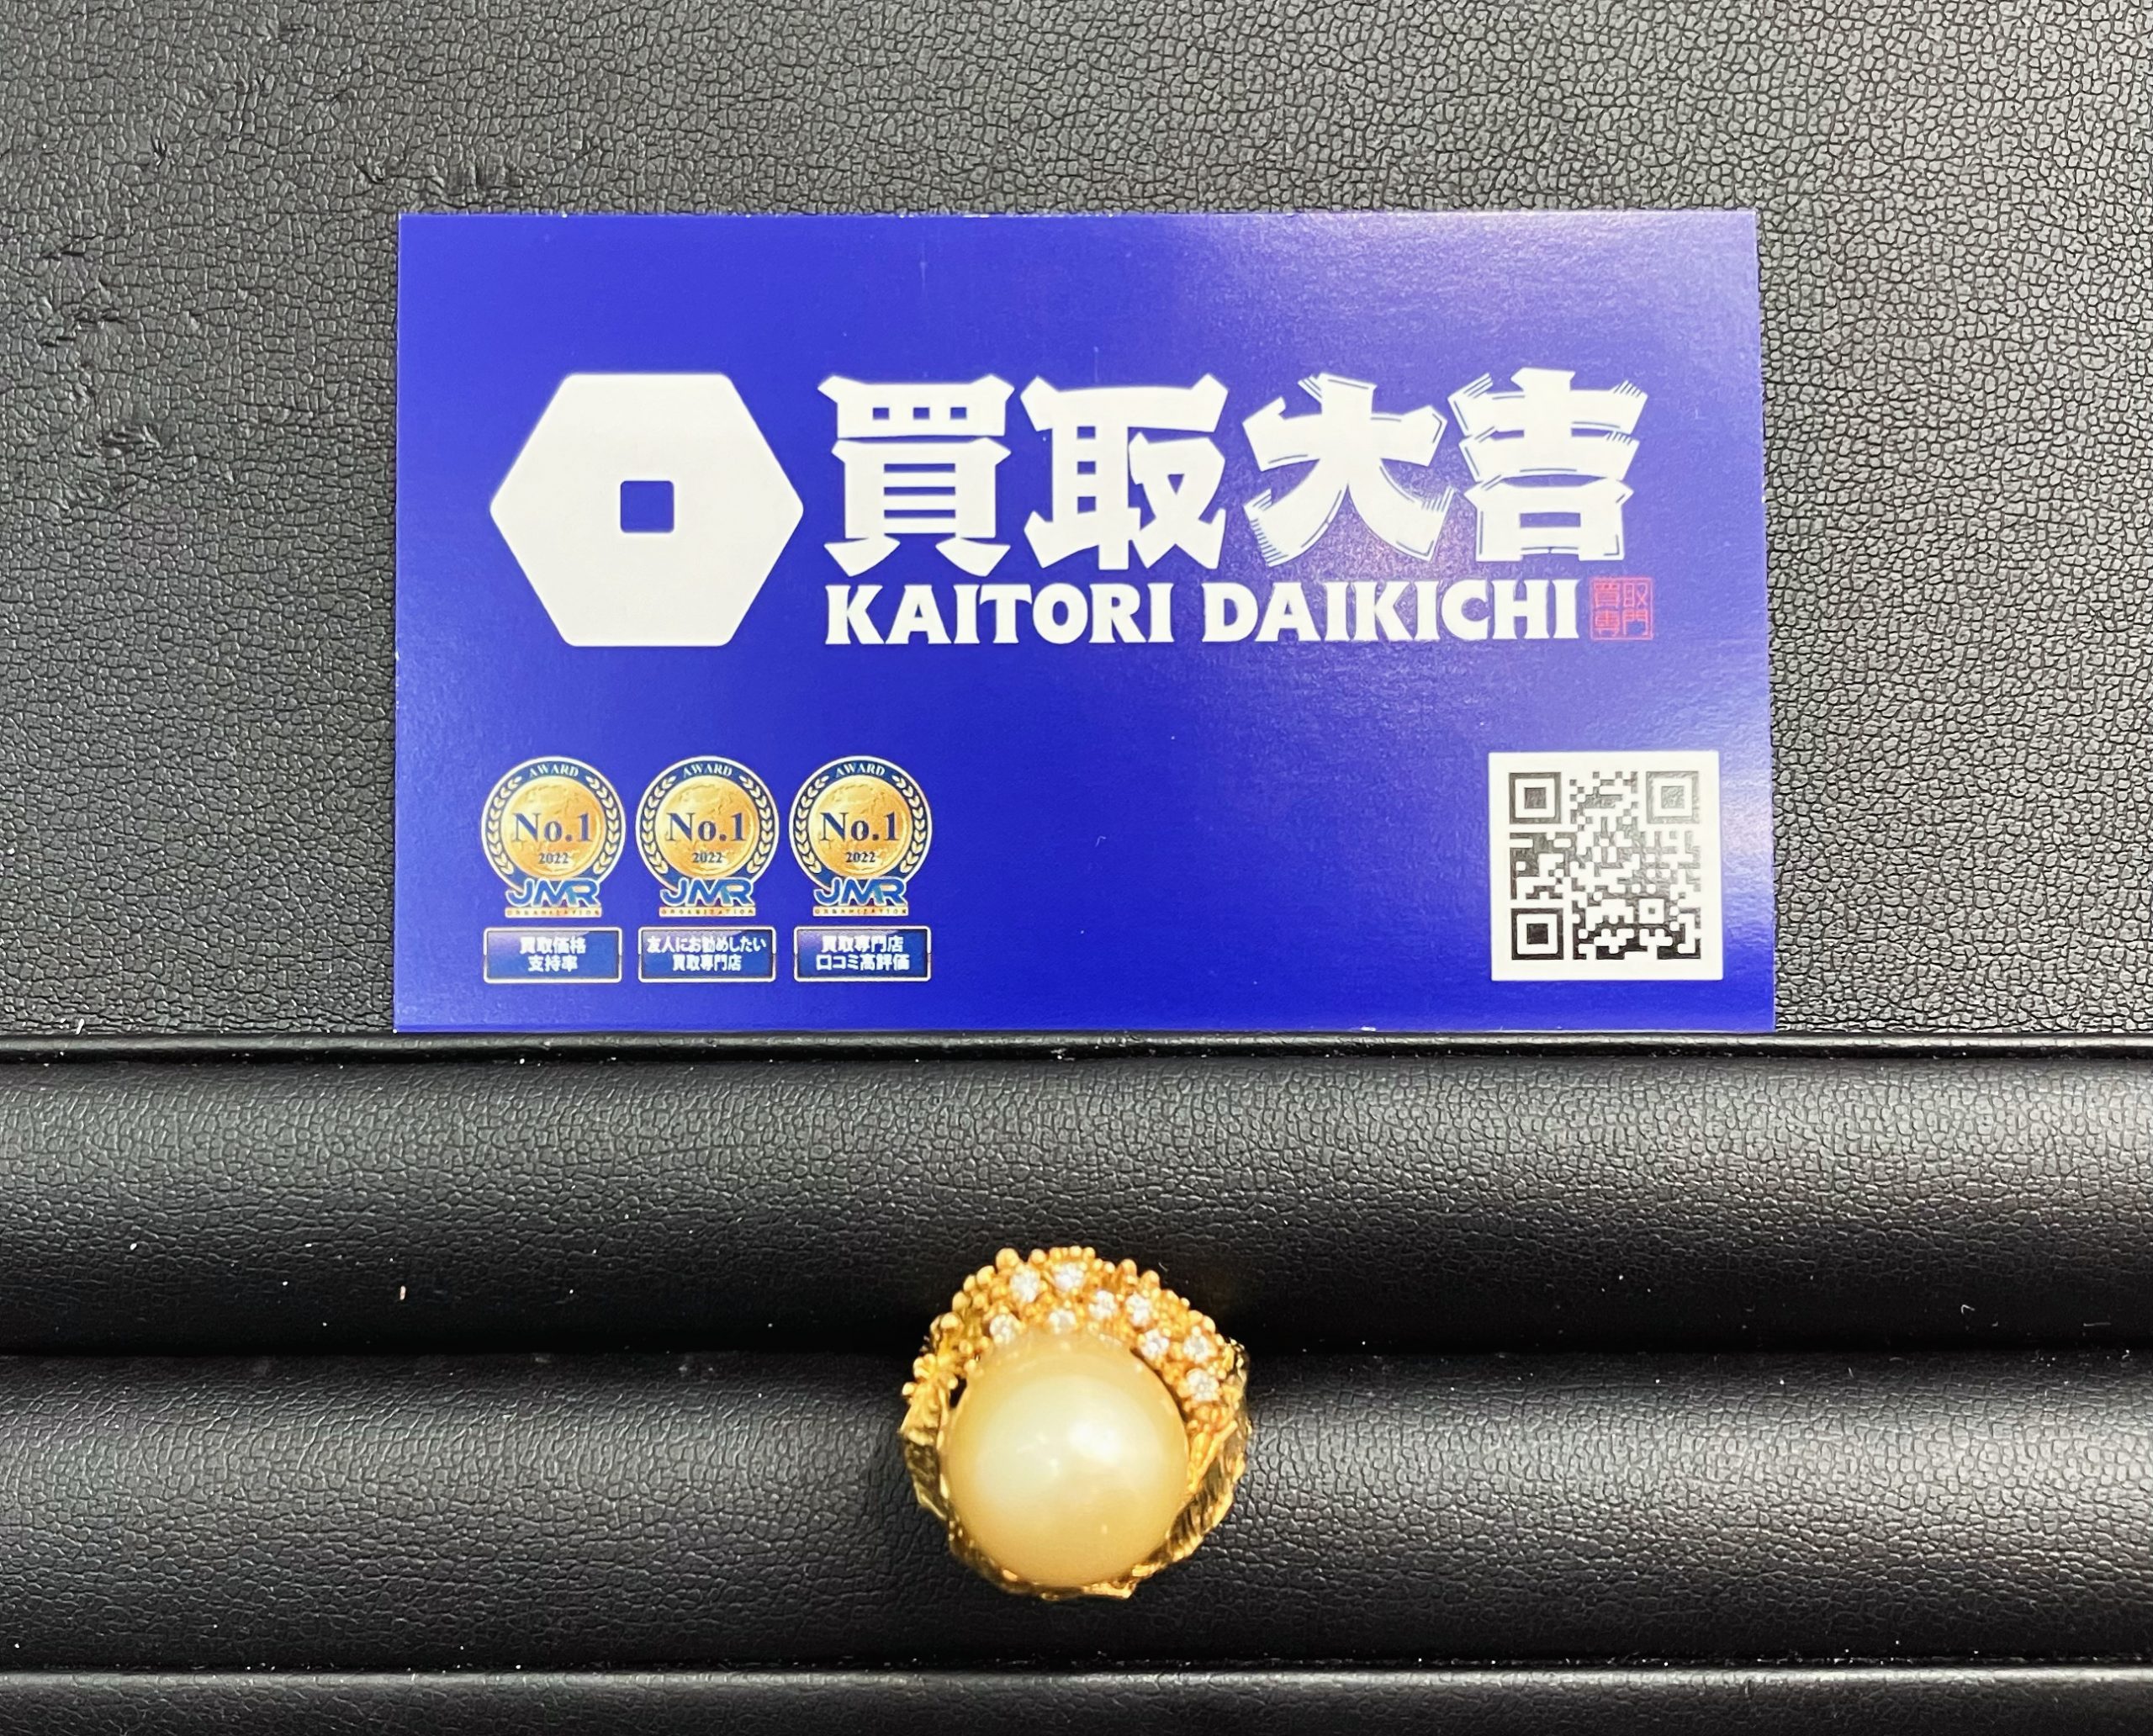 買取大吉
KAITORI DAIKICHI
買取
専門
AWARD
No.1
2022
JMR
ORGANIZATION
買取価格
支持率
AWARD
No.1
2022
JMR
ORGANIZATION
友人にお勧めしたい
買取専門店
AWARD
No.1
2022
JMR
ORGANIZATION
買取専門店
口コミ高評価